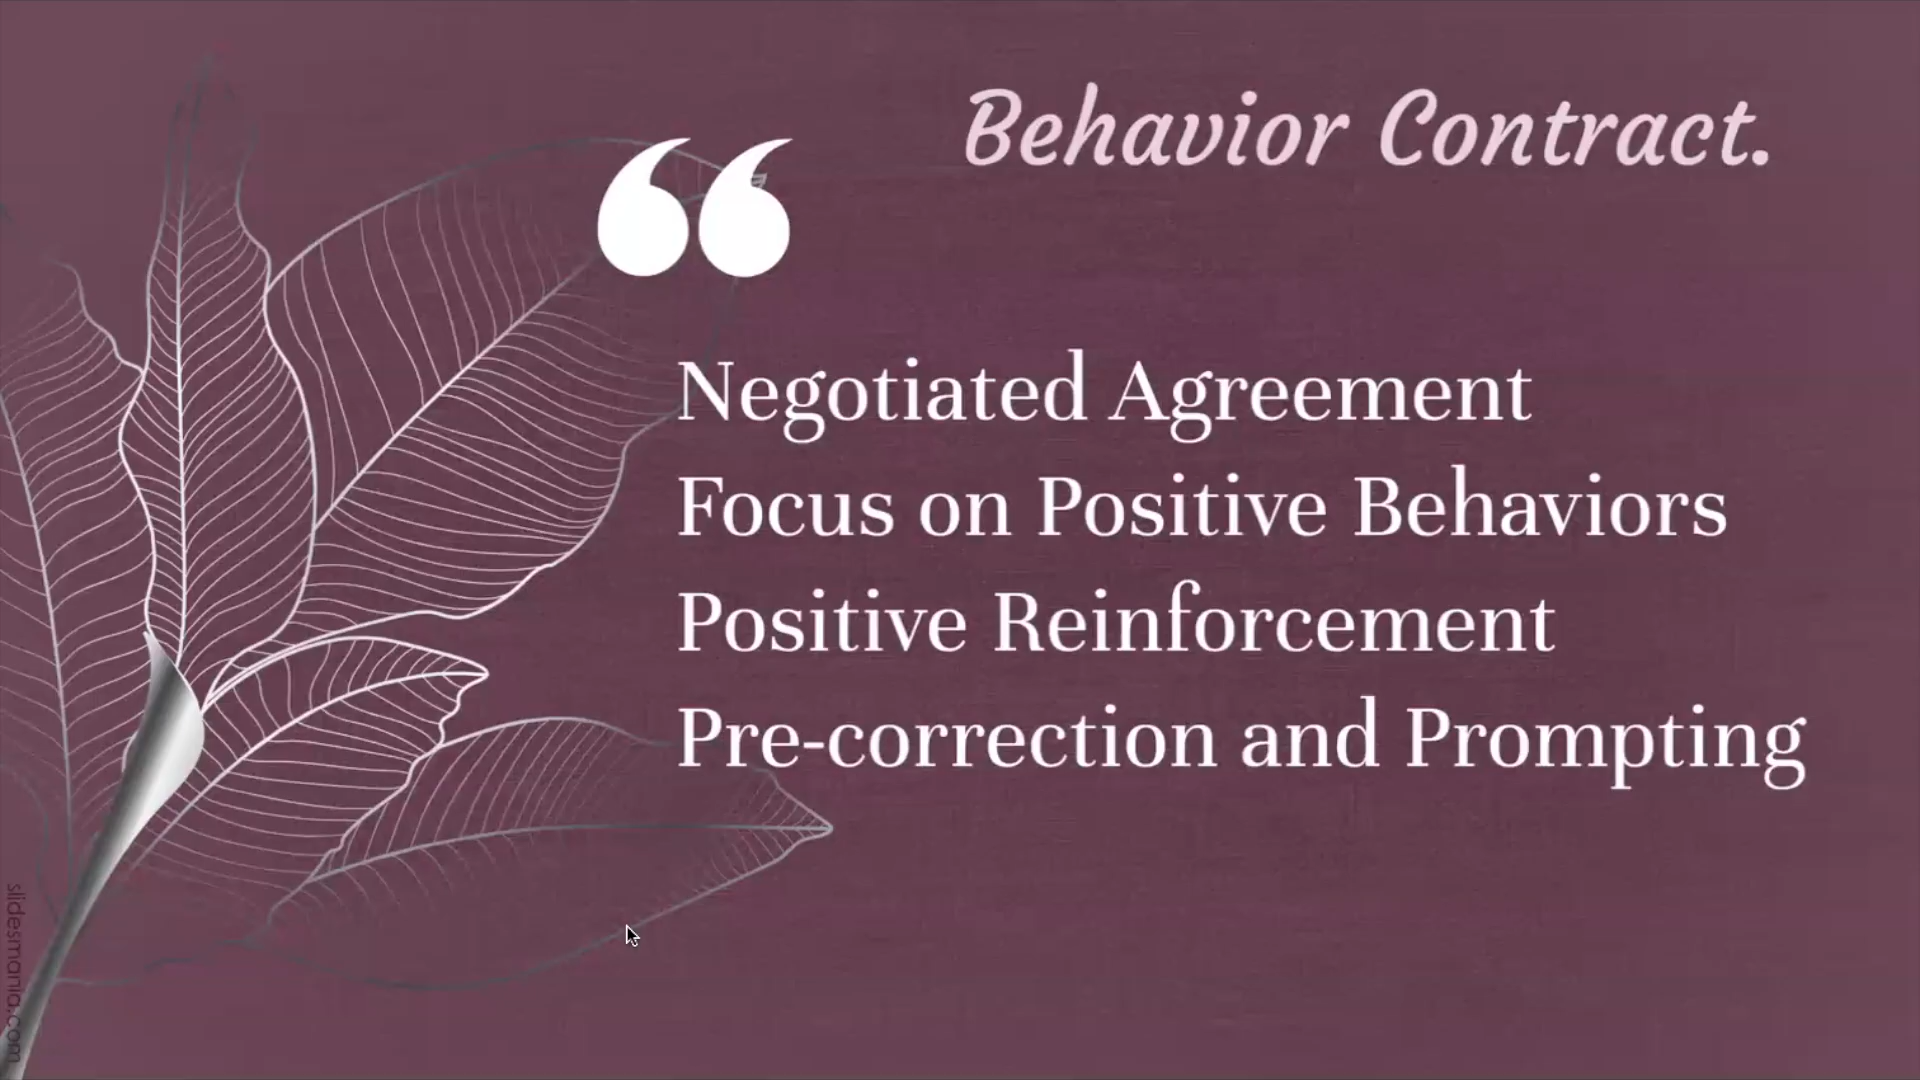 Behavior Contract.
“
Negotiated Agreement
Focus on Positive Behaviors
Positive Reinforcement
Pre-correction and Prompting
slidesmania.com